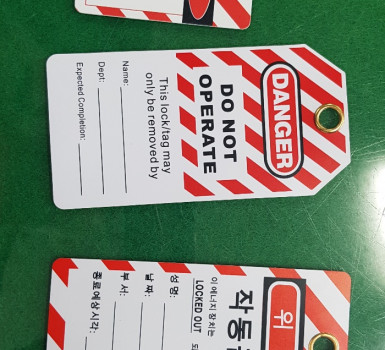 DANGER
DO NOT
OPERATE
This lock/tag may
only be removed by
Name:
Dept:
Expected Completion:
위
작동
이 에너지 장치는
LOCKED OUT
성 명:
날 짜:
부 서:
종료예상시각: